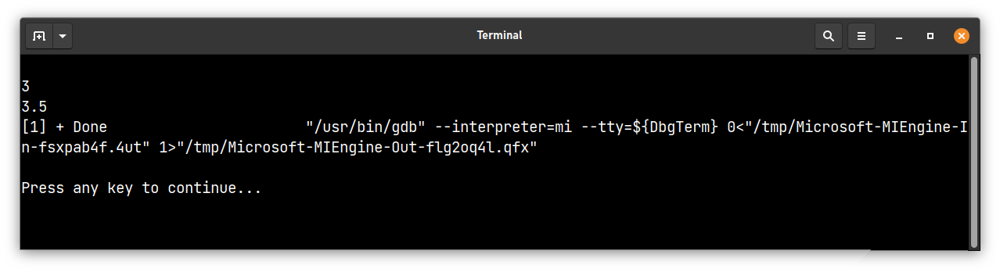 Terminal
3
3.5
[1] + Done                       "/usr/bin/gdb" --interpreter=mi --tty=${DbgTerm} 0<"/tmp/Microsoft-MIEngine-I
n-fsxpab4f.4ut" 1>"/tmp/Microsoft-MIEngine-Out-flg2oq4l.qfx"
Press any key to continue...